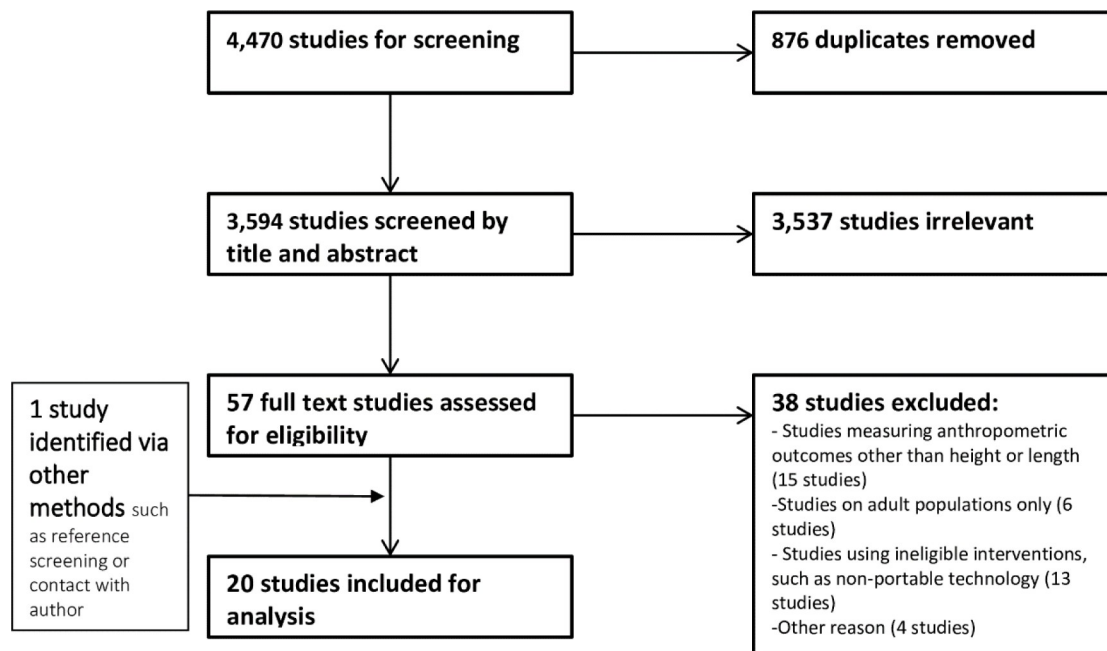 4,470 studies for screening
876 duplicates removed
3,594 studies screened by
title and abstract
3,537 studies irrelevant
57 full text studies assessed
for eligibility
38 studies excluded:
- Studies measuring anthropometric
outcomes other than height or length
(15 studies)
-Studies on adult populations only (6
studies)
- Studies using ineligible interventions,
such as non-portable technology (13
studies)
-Other reason (4 studies)
1 study
identified via
other
methods such
as reference
screening or
contact with
author
20 studies included for
analysis